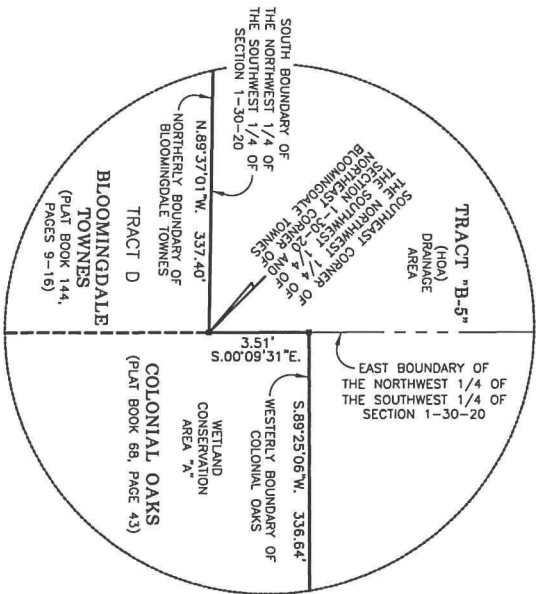 TRACT "B-5"
(HOA)
DRAINAGE
AREA
SOUTH BOUNDARY OF
THE NORTHWEST 1/4 OF
THE SOUTHWEST 1/4 OF
SECTION 1-30-20
SOUTHEAST CORNER OF
THE NORTHWEST 1/4 OF
THE SOUTHWEST 1/4 OF
SECTION 1-30-20 AND
NORTHEAST CORNER OF
BLOOMINGDALE TOWNES
N.89°37'01"W. 337.40'
NORTHERLY BOUNDARY OF
BLOOMINGDALE TOWNES
TRACT D
BLOOMINGDALE
TOWNES
(PLAT BOOK 144,
PAGES 9-16)
EAST BOUNDARY OF
THE NORTHWEST 1/4 OF
THE SOUTHWEST 1/4 OF
SECTION 1-30-20
3.51'
S.00°09'31"E.
S.89°25'06"W. 336.64'
WESTERLY BOUNDARY OF
COLONIAL OAKS
WETLAND
CONSERVATION
AREA "A"
COLONIAL OAKS
(PLAT BOOK 68, PAGE 43)